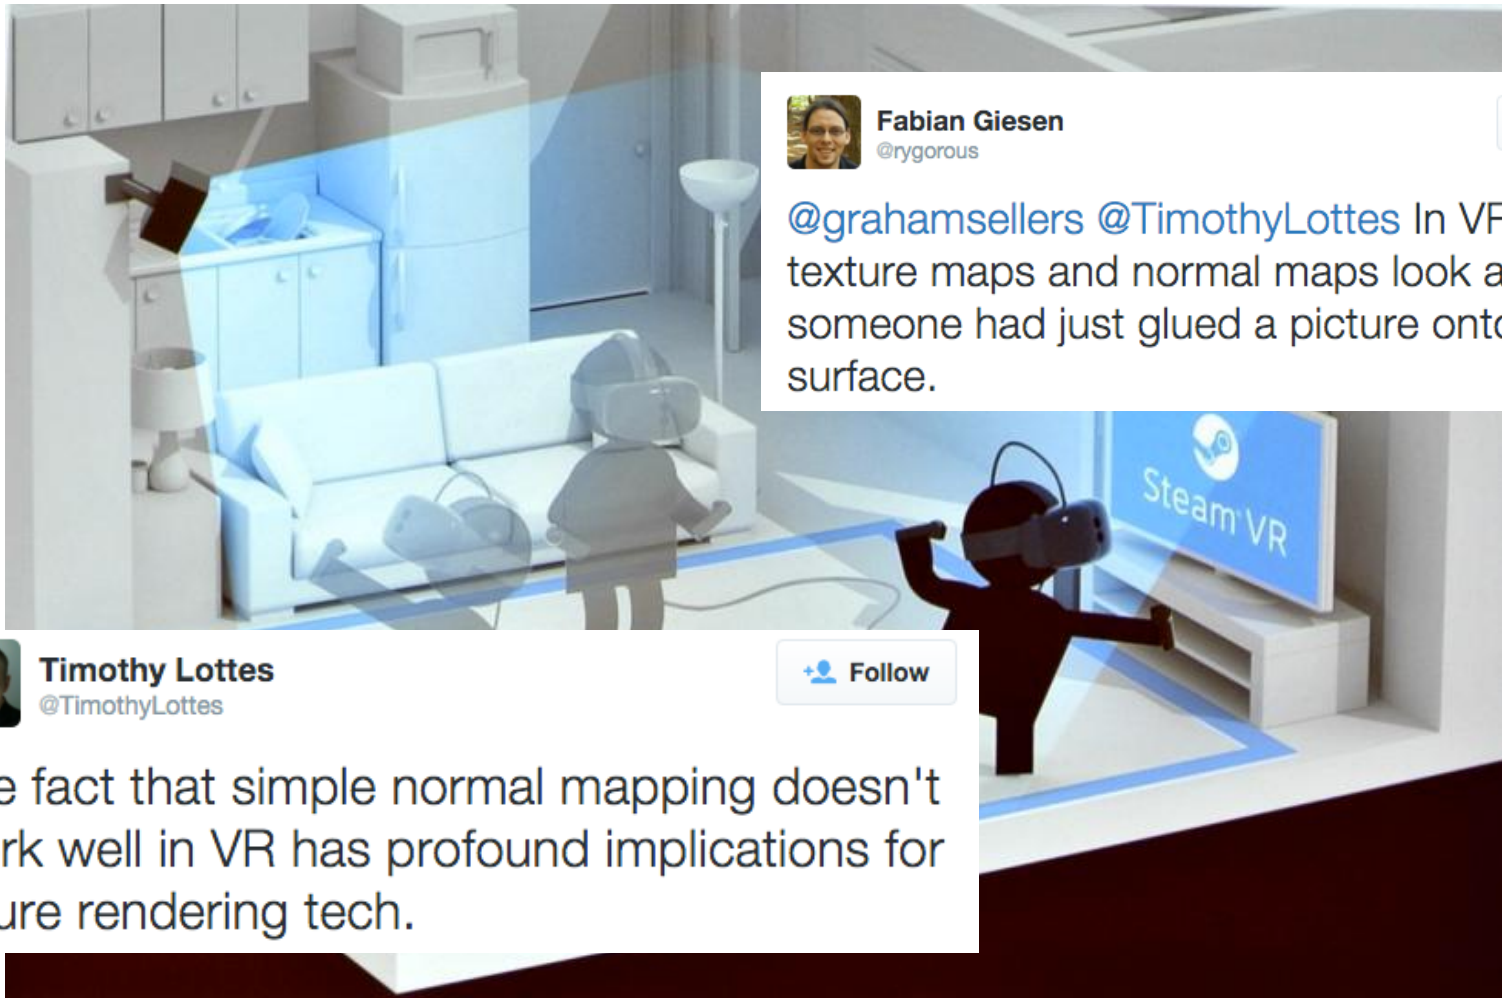 Fabian Giesen
@rygorous
@grahamsellers @TimothyLottes In VR
texture maps and normal maps look a
someone had just glued a picture onto
surface.
Steam VR
Timothy Lottes
@TimothyLottes
Follow
e fact that simple normal mapping doesn't
rk well in VR has profound implications for
ure rendering tech.